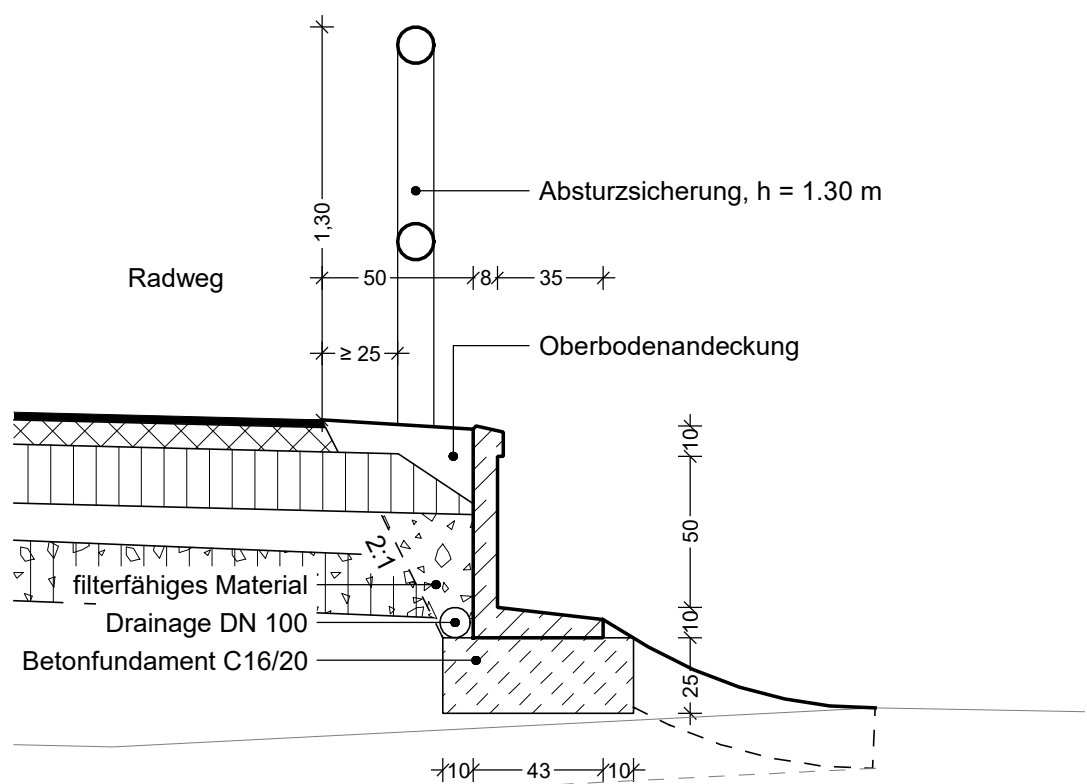 Absturzsicherung, h = 1.30 m
1,30
Radweg
50
8
35
≥ 25
Oberbodenandeckung
10
50
2:1
filterfähiges Material
Drainage DN 100
10
Betonfundament C16/20
25
10
43
10